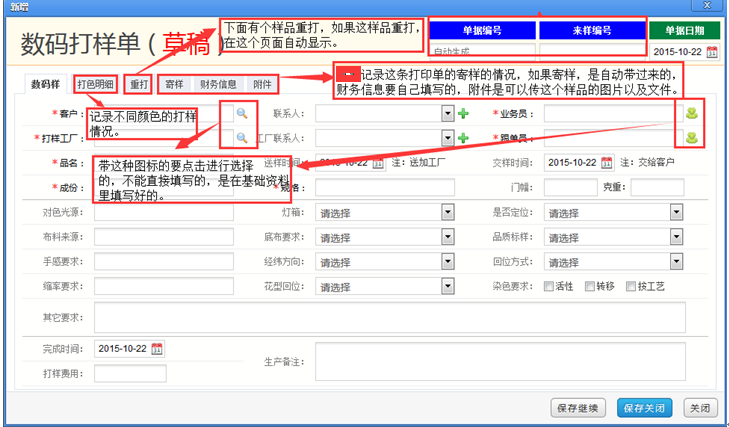 新增
下面有个样品重打，如果这样品重打，
在这个页面自动显示。
数码打样单(草稿)
单据编号
来样编号
单据日期
自动生成
2015-10-22
数码样
打色明细
重打
寄样
财务信息
附件
记录这条打印单的寄样的情况，如果寄样，是自动带过来的，
财务信息要自己填写的，附件是可以传这个样品的图片以及文件。
*客户:
联系人:
*业务员:
记录不同颜色的打样
情况。
*打样工厂:
工厂联系人:
*跟单员:
*品名:
送样时间:
2015-10-22
注: 送加工厂
交样时间:
2015-10-22
注: 交给客户
带这种图标的要点击进行选择
的，不能直接填写的，是在基础资料
里填写好的。
*成份:
*规格:
门幅:
克重:
对色光源:
灯箱:
请选择
是否定位:
请选择
布料来源:
底布要求:
请选择
品质标样:
请选择
手感要求:
经纬方向:
请选择
回位方式:
请选择
缩率要求:
花型回位:
请选择
染色要求:
活性
转移
按工艺
其它要求:
完成时间:
2015-10-22
生产备注:
打样费用:
保存继续
保存关闭
关闭